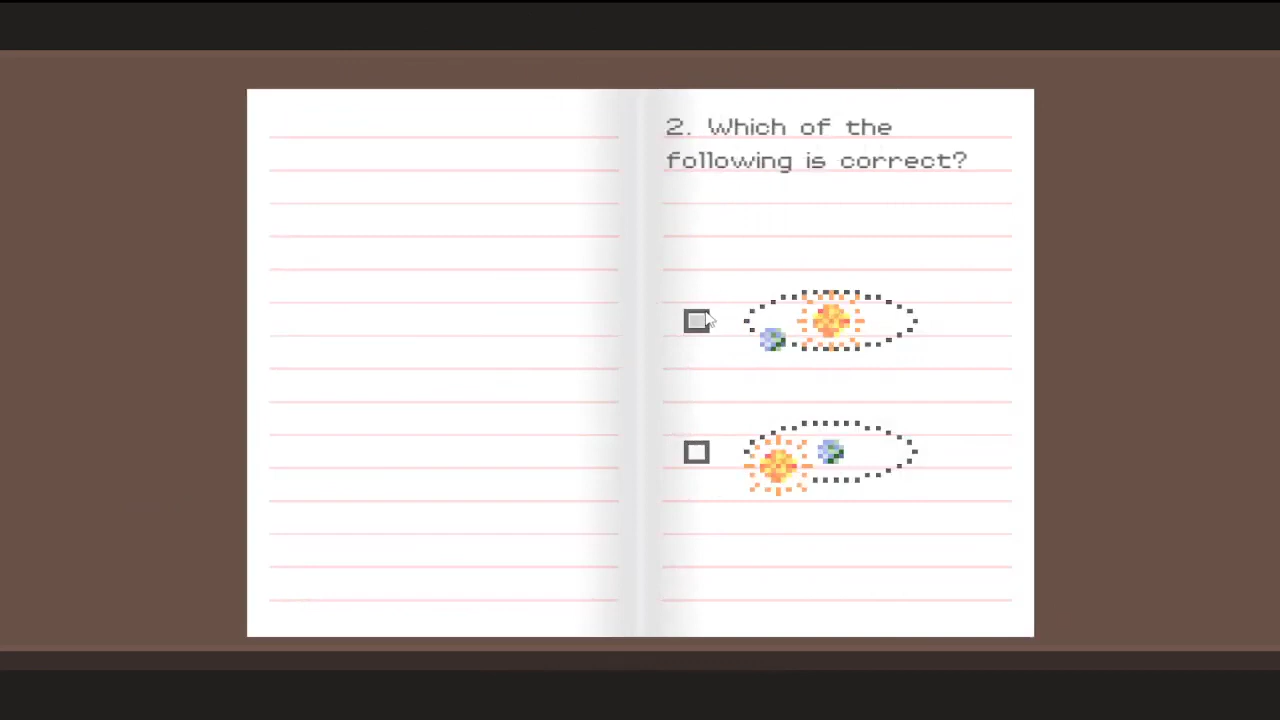 2. Which of the
following is correct?